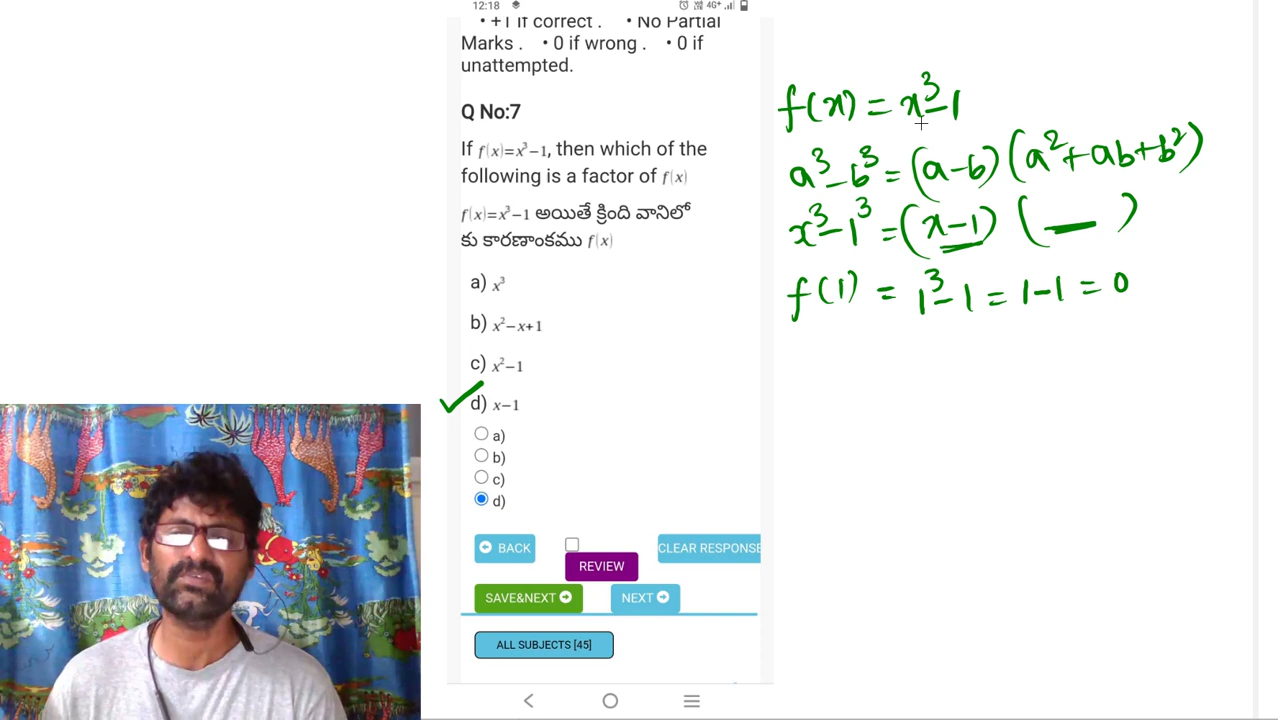 12:18 4G+
• +1 if correct . • No Partial
Marks . • 0 if wrong . • 0 if
unattempted.
Q No:7
If f(x)=x³−1, then which of the
following is a factor of f(x)
f(x)=x³−1 అయితే క్రింది వానిలో
కు కారణాంకము f(x)
a) x³
b) x²−x+1
c) x²−1
d) x−1
a)
b)
c)
d)
BACK
CLEAR RESPONSE
REVIEW
SAVE&NEXT
NEXT
ALL SUBJECTS [45]
f(x) = x³−1
a³−b³ = (a−b) (a²+ab+b²)
x³−1³ = (x−1) ( — )
f(1) = 1³−1 = 1−1 = 0